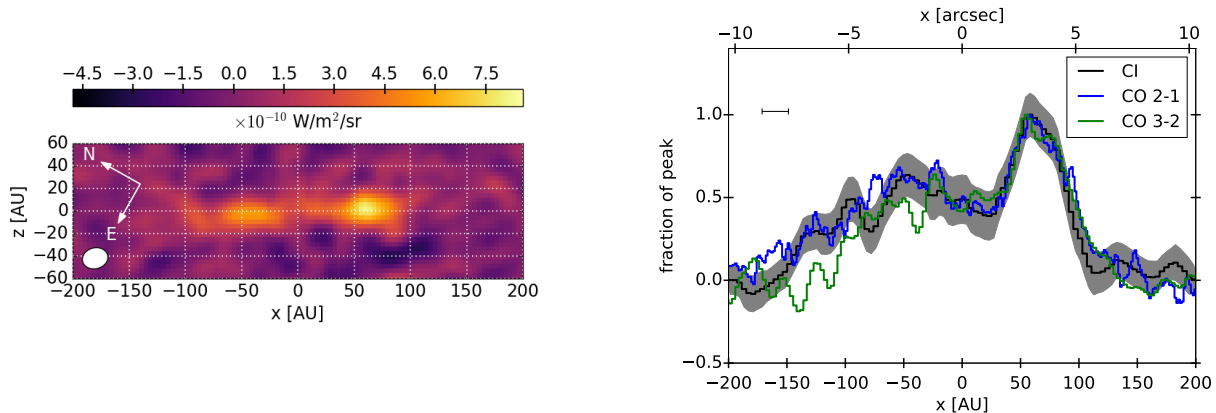 −4.5 −3.0 −1.5 0.0 1.5 3.0 4.5 6.0 7.5
×10⁻¹⁰ W/m²/sr
60
40
20
0
−20
−40
−60
z [AU]
N
E
−200 −150 −100 −50 0 50 100 150 200
x [AU]
x [arcsec]
−10 −5 0 5 10
CI
CO 2-1
CO 3-2
1.0
0.5
0.0
−0.5
fraction of peak
−200 −150 −100 −50 0 50 100 150 200
x [AU]